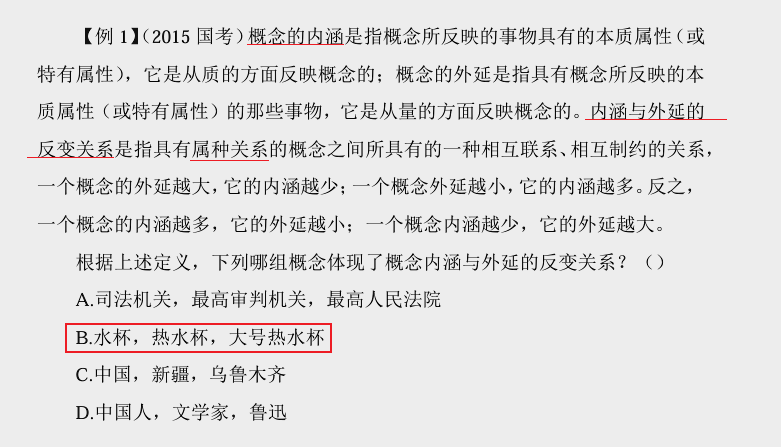 【例 1】（2015 国考）概念的内涵是指概念所反映的事物具有的本质属性（或
特有属性），它是从质的方面反映概念的；概念的外延是指具有概念所反映的本
质属性（或特有属性）的那些事物，它是从量的方面反映概念的。内涵与外延的
反变关系是指具有属种关系的概念之间所具有的一种相互联系、相互制约的关系，
一个概念的外延越大，它的内涵越少；一个概念外延越小，它的内涵越多。反之，
一个概念的内涵越多，它的外延越小；一个概念内涵越少，它的外延越大。
根据上述定义，下列哪组概念体现了概念内涵与外延的反变关系？（）
A.司法机关，最高审判机关，最高人民法院
B.水杯，热水杯，大号热水杯
C.中国，新疆，乌鲁木齐
D.中国人，文学家，鲁迅